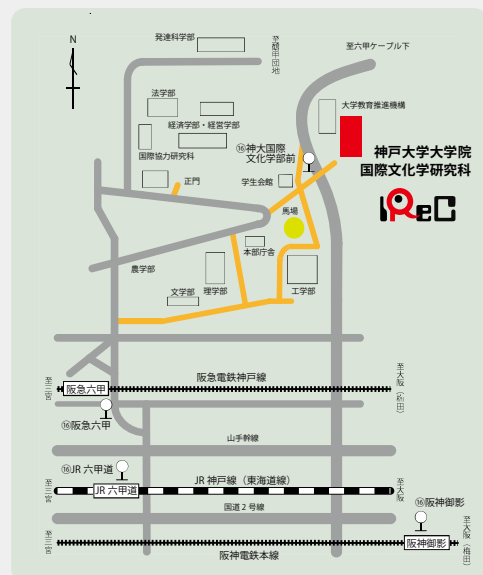 N
発達科学部
至鶴甲団地
至六甲ケーブル下
法学部
大学教育推進機構
経済学部・経営学部
⑯神大国際
文化学部前
国際協力研究科
神戸大学大学院
国際文化学研究科
正門
学生会館
馬場
IReC
本部庁舎
農学部
文学部
理学部
工学部
至三宮
阪急六甲
阪急電鉄神戸線
至大阪(梅田)
⑯阪急六甲
山手幹線
⑯JR 六甲道
至三宮
JR 六甲道
JR 神戸線(東海道線)
至大阪
国道2号線
⑯阪神御影
至三宮
阪神電鉄本線
阪神御影
至大阪(梅田)